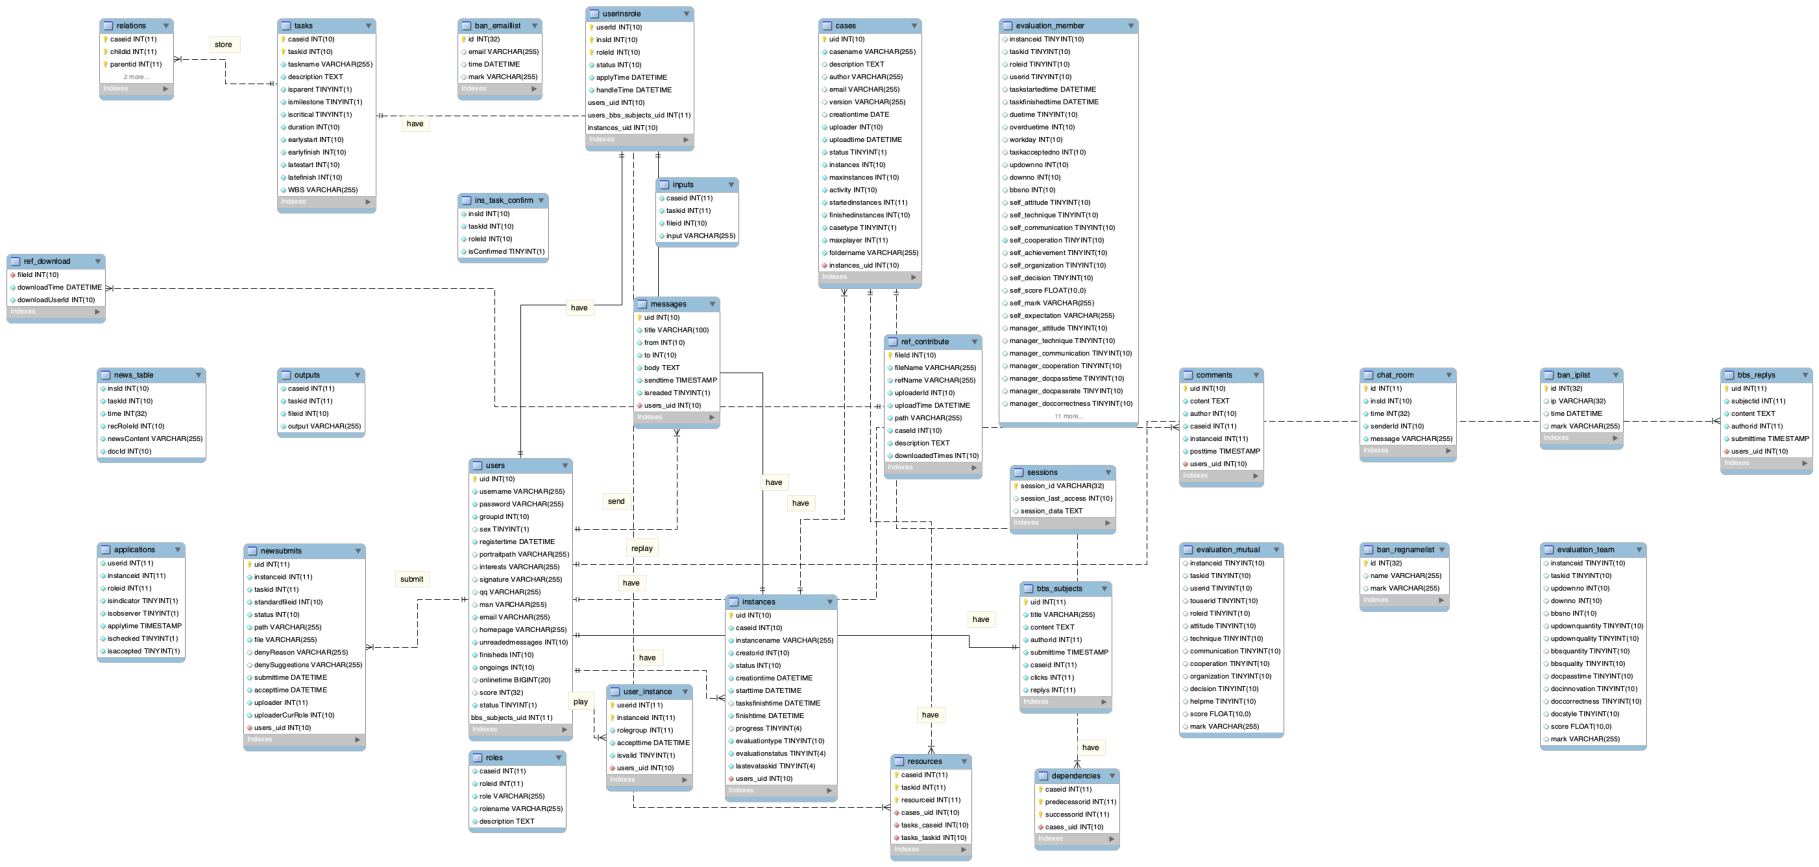 relations
caseid INT(11)
childid INT(11)
parentid INT(11)
2 more...
Indexes
store
tasks
caseid INT(10)
taskid INT(10)
taskname VARCHAR(255)
description TEXT
isparent TINYINT(1)
ismilestone TINYINT(1)
iscritical TINYINT(1)
duration INT(10)
earlystart INT(10)
earlyfinish INT(10)
latestart INT(10)
latefinish INT(10)
WBS VARCHAR(255)
Indexes
have
ban_emaillist
id INT(32)
email VARCHAR(255)
time DATETIME
mark VARCHAR(255)
Indexes
userinsrole
userId INT(10)
insId INT(10)
roleId INT(10)
status INT(10)
applyTime DATETIME
handleTime DATETIME
users_uid INT(10)
users_bbs_subjects_uid INT(11)
instances_uid INT(10)
Indexes
cases
uid INT(10)
casename VARCHAR(255)
description TEXT
author VARCHAR(255)
email VARCHAR(255)
version VARCHAR(255)
creationtime DATE
uploader INT(10)
uploadtime DATETIME
status TINYINT(1)
instances INT(10)
maxinstances INT(10)
activity INT(10)
startedinstances INT(11)
finishedinstances INT(10)
casetype TINYINT(1)
maxplayer INT(11)
foldername VARCHAR(255)
instances_uid INT(10)
Indexes
evaluation_member
instanceid TINYINT(10)
taskid TINYINT(10)
roleid TINYINT(10)
userid TINYINT(10)
taskstartedtime DATETIME
taskfinishedtime DATETIME
duetime TINYINT(10)
overduetime INT(10)
workday INT(10)
taskacceptedno INT(10)
updownno INT(10)
downno INT(10)
bbsno INT(10)
self_attitude TINYINT(10)
self_technique TINYINT(10)
self_communication TINYINT(10)
self_cooperation TINYINT(10)
self_achievement TINYINT(10)
self_organization TINYINT(10)
self_decision TINYINT(10)
self_score FLOAT(10,0)
self_mark VARCHAR(255)
self_expectation VARCHAR(255)
manager_attitude TINYINT(10)
manager_technique TINYINT(10)
manager_communication TINYINT(10)
manager_cooperation TINYINT(10)
manager_docpasstime TINYINT(10)
manager_docpassrate TINYINT(10)
manager_doccorrectness TINYINT(10)
11 more...
ins_task_confirm
insId INT(10)
taskId INT(10)
roleId INT(10)
isConfirmed TINYINT(1)
inputs
caseid INT(11)
taskid INT(11)
fileid INT(10)
input VARCHAR(255)
ref_download
fileId INT(10)
downloadTime DATETIME
downloadUserId INT(10)
Indexes
have
messages
uid INT(10)
title VARCHAR(100)
from INT(10)
to INT(10)
body TEXT
sendtime TIMESTAMP
isreaded TINYINT(1)
users_uid INT(10)
Indexes
ref_contribute
fileId INT(10)
fileName VARCHAR(255)
refName VARCHAR(255)
uploaderId INT(10)
uploadTime DATETIME
path VARCHAR(255)
caseId INT(10)
description TEXT
downloadedTimes INT(10)
Indexes
news_table
insId INT(10)
taskId INT(10)
time INT(32)
recRoleId INT(10)
newsContent VARCHAR(255)
docId INT(10)
outputs
caseid INT(11)
taskid INT(11)
fileid INT(10)
output VARCHAR(255)
comments
uid INT(10)
cotent TEXT
author INT(10)
caseid INT(11)
instanceid INT(11)
posttime TIMESTAMP
users_uid INT(10)
Indexes
chat_room
id INT(11)
insId INT(10)
time INT(32)
senderId INT(10)
message VARCHAR(255)
ban_iplist
id INT(32)
ip VARCHAR(32)
time DATETIME
mark VARCHAR(255)
Indexes
bbs_replys
uid INT(11)
subjectid INT(11)
content TEXT
authorid INT(11)
submittime TIMESTAMP
users_uid INT(10)
Indexes
users
uid INT(10)
username VARCHAR(255)
password VARCHAR(255)
groupid INT(10)
sex TINYINT(1)
registertime DATETIME
portraitpath VARCHAR(255)
interests VARCHAR(255)
signature VARCHAR(255)
qq VARCHAR(255)
msn VARCHAR(255)
email VARCHAR(255)
homepage VARCHAR(255)
unreadedmessages INT(10)
finisheds INT(10)
ongoings INT(10)
onlinetime BIGINT(20)
score INT(32)
status TINYINT(1)
bbs_subjects_uid INT(11)
Indexes
send
have
have
replay
have
have
have
play
sessions
session_id VARCHAR(32)
session_last_access INT(10)
session_data TEXT
Indexes
applications
userid INT(11)
instanceid INT(11)
roleid INT(11)
isindicator TINYINT(1)
isobserver TINYINT(1)
applytime TIMESTAMP
ischecked TINYINT(1)
isaccepted TINYINT(1)
newsubmits
uid INT(11)
instanceid INT(11)
taskid INT(11)
standardfileid INT(10)
status INT(10)
path VARCHAR(255)
file VARCHAR(255)
denyReason VARCHAR(255)
denySuggestions VARCHAR(255)
submittime DATETIME
accepttime DATETIME
uploader INT(11)
uploaderCurRole INT(10)
users_uid INT(10)
Indexes
submit
instances
uid INT(10)
caseid INT(10)
instancename VARCHAR(255)
creatorid INT(10)
status INT(10)
creationtime DATETIME
starttime DATETIME
tasksfinishtime DATETIME
finishtime DATETIME
progress TINYINT(4)
evaluationtype TINYINT(10)
evaluationstatus TINYINT(4)
lastevataskid TINYINT(4)
users_uid INT(10)
Indexes
bbs_subjects
uid INT(11)
title VARCHAR(255)
content TEXT
authorid INT(11)
submittime TIMESTAMP
caseid INT(11)
clicks INT(11)
replys INT(11)
Indexes
evaluation_mutual
instanceid TINYINT(10)
taskid TINYINT(10)
userid TINYINT(10)
touserid TINYINT(10)
roleid TINYINT(10)
attitude TINYINT(10)
technique TINYINT(10)
communication TINYINT(10)
cooperation TINYINT(10)
organization TINYINT(10)
decision TINYINT(10)
helpme TINYINT(10)
score FLOAT(10,0)
mark VARCHAR(255)
ban_regnamelist
id INT(32)
name VARCHAR(255)
mark VARCHAR(255)
Indexes
evaluation_team
instanceid TINYINT(10)
taskid TINYINT(10)
updownno TINYINT(10)
downno TINYINT(10)
bbsno TINYINT(10)
updownquantity TINYINT(10)
updownquality TINYINT(10)
bbsquantity TINYINT(10)
bbsquality TINYINT(10)
docpasstime TINYINT(10)
docinnovation TINYINT(10)
doccorrectness TINYINT(10)
docstyle TINYINT(10)
score FLOAT(10,0)
mark VARCHAR(255)
user_instance
userid INT(11)
instanceid INT(11)
rolegroup INT(11)
accepttime DATETIME
isvalid TINYINT(1)
users_uid INT(10)
Indexes
roles
caseid INT(11)
roleid INT(11)
role VARCHAR(255)
rolename VARCHAR(255)
description TEXT
have
resources
caseid INT(11)
taskid INT(11)
resourceid INT(11)
cases_uid INT(10)
tasks_caseid INT(10)
tasks_taskid INT(10)
Indexes
have
dependencies
caseid INT(11)
predecessorid INT(11)
successorid INT(11)
cases_uid INT(10)
Indexes